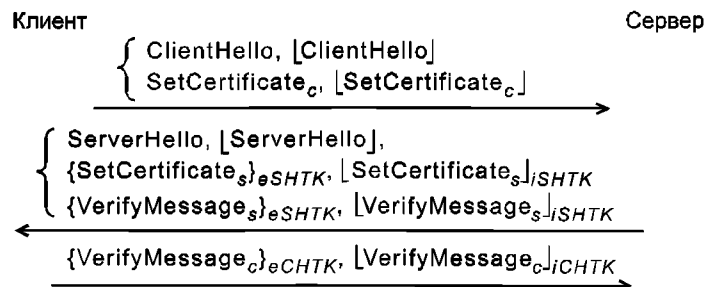 Клиент Сервер
ClientHello, ⌊ClientHello⌋
SetCertificate_c, ⌊SetCertificate_c⌋
ServerHello, ⌊ServerHello⌋,
{SetCertificate_s}_eSHTK, ⌊SetCertificate_s⌋_iSHTK
{VerifyMessage_s}_eSHTK, ⌊VerifyMessage_s⌋_iSHTK
{VerifyMessage_c}_eCHTK, ⌊VerifyMessage_c⌋_iCHTK